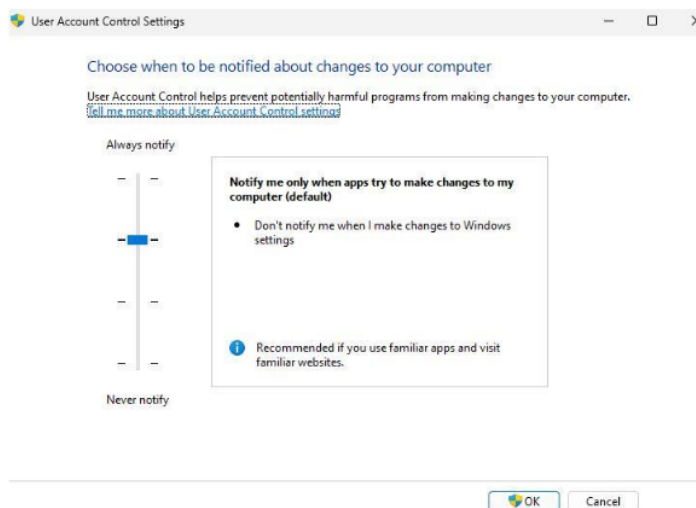 User Account Control Settings
Choose when to be notified about changes to your computer
User Account Control helps prevent potentially harmful programs from making changes to your computer.
Tell me more about User Account Control settings
Always notify
Notify me only when apps try to make changes to my
computer (default)
• Don't notify me when I make changes to Windows
settings
Recommended if you use familiar apps and visit
familiar websites.
Never notify
OK Cancel